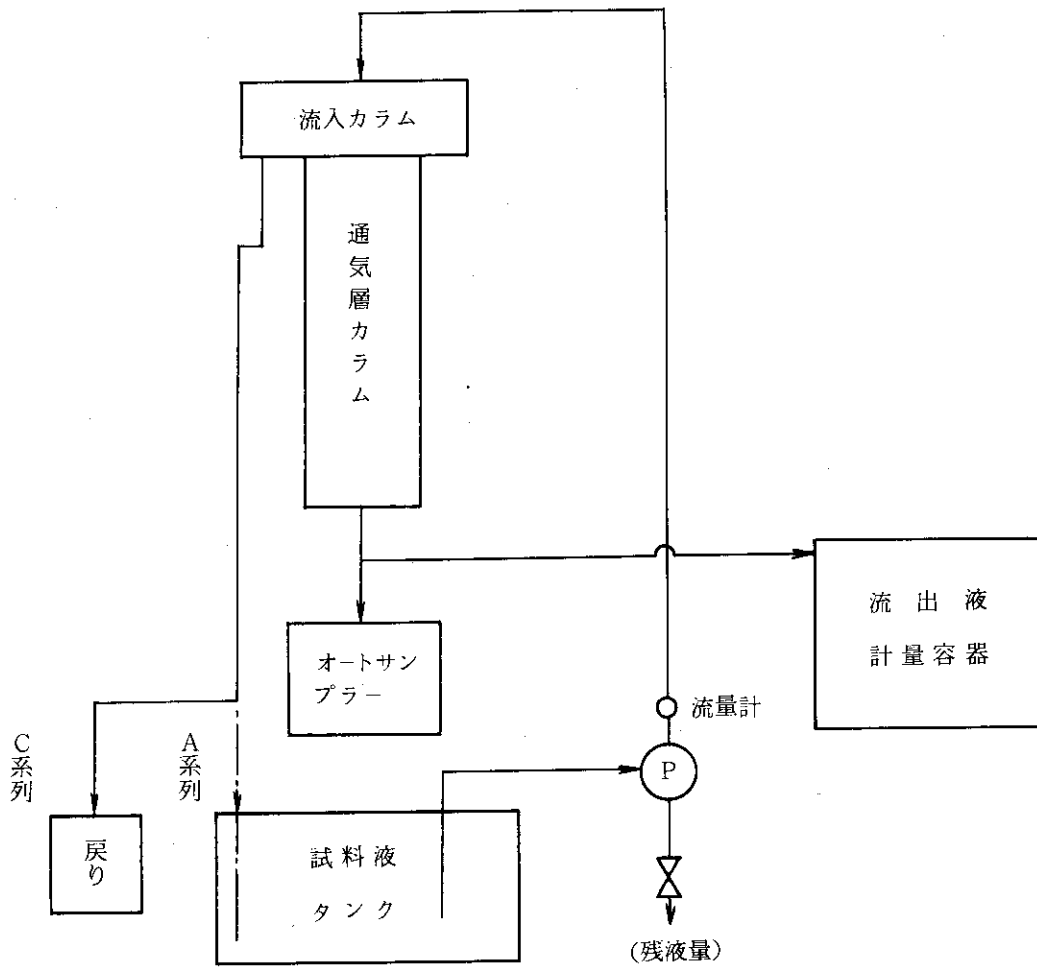 流入カラム
通気層カラム
流出液
計量容器
オートサン
プラー
流量計
P
C系列
A系列
戻り
試料液
タンク
(残液量)